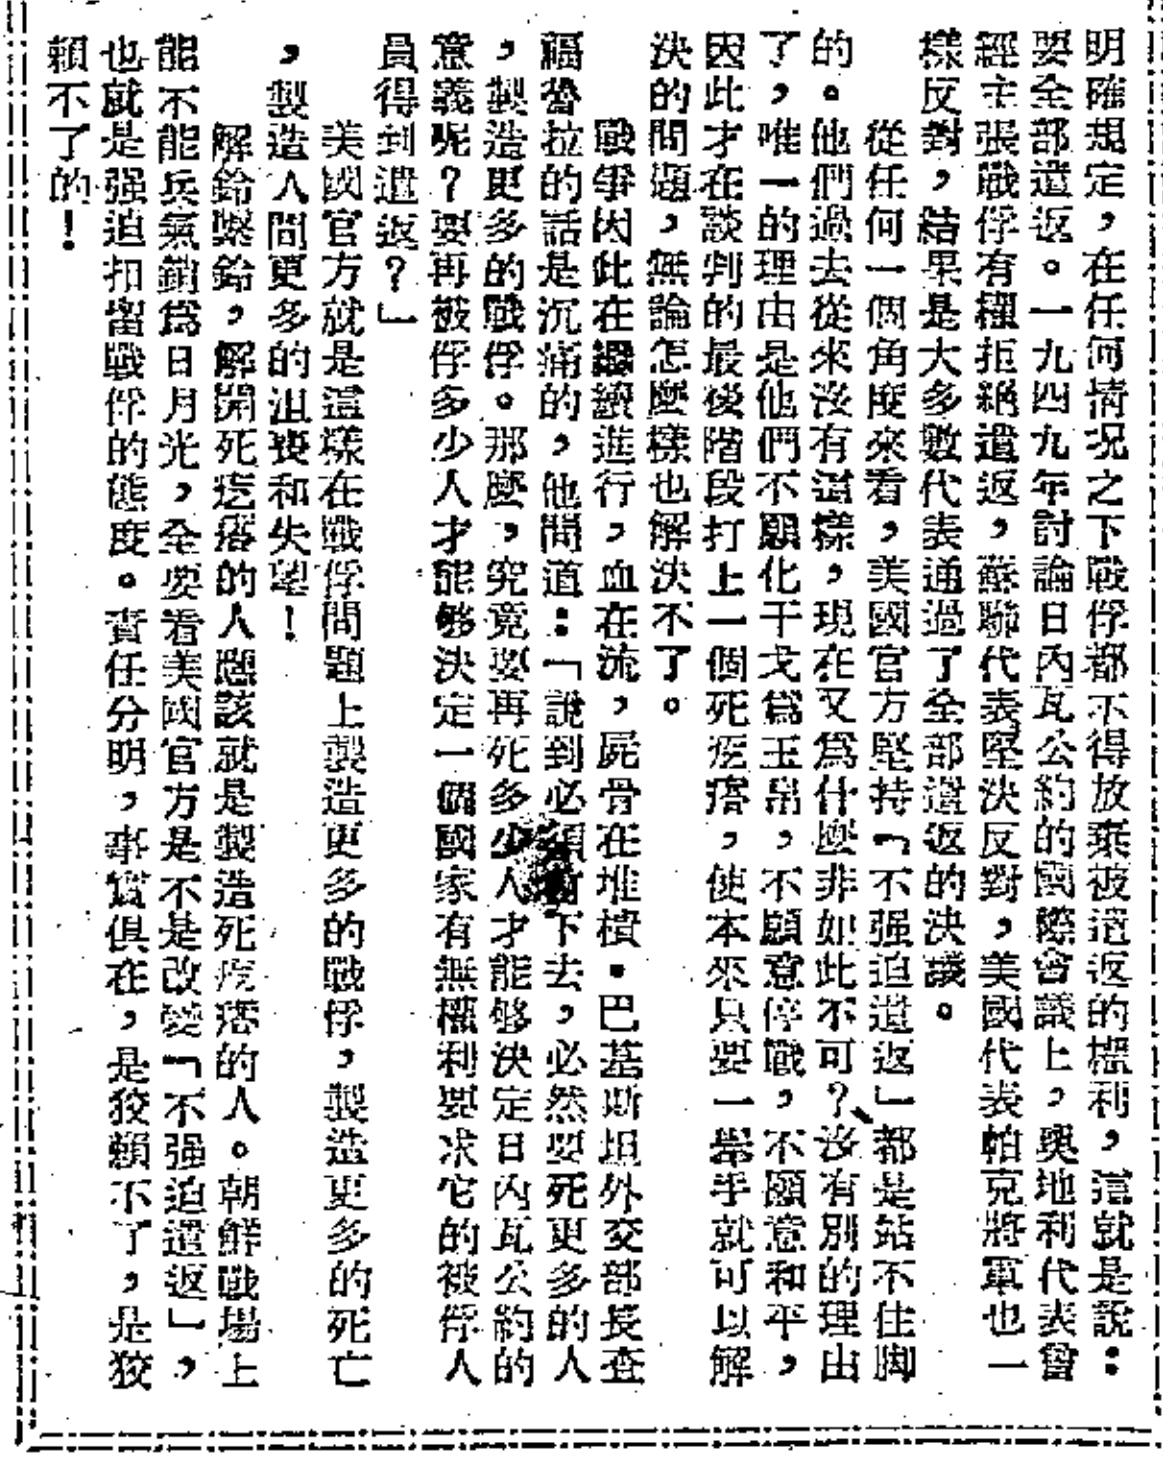 明確規定，在任何情况之下戰俘都不得放棄被遣返的權利，這就是說：
要全部遣返。一九四九年討論日內瓦公約的國際會議上，奧地利代表曾
經主張戰俘有權拒絕遣返，蘇聯代表堅決反對，美國代表帕克將軍也一
樣反對，結果是大多數代表通過了全部遣返的決議。
從任何一個角度來看，美國官方堅持「不强迫遣返」都是站不住脚
的。他們過去從來沒有這樣，現在又爲什麼非如此不可？沒有別的理由
了，唯一的理由是他們不願化干戈爲玉帛，不願意停戰，不願意和平，
因此才在談判的最後階段打上一個死疙瘩，使本來只要一舉手就可以解
決的問題，無論怎麼樣也解決不了。
戰爭因此在繼續進行，血在流，屍骨在堆積。巴基斯坦外交部長查
福魯拉的話是沉痛的，他問道：「說到必須打下去，必然要死更多的人
，製造更多的戰俘。那麼，究竟要再死多少人才能够決定日內瓦公約的
意義呢？要再被俘多少人才能够決定一個國家有無權利要求它的被俘人
員得到遣返？」
美國官方就是這樣在戰俘問題上製造更多的戰俘，製造更多的死亡
，製造人間更多的沮喪和失望！
解鈴繫鈴，解開死疙瘩的人應該就是製造死疙瘩的人。朝鮮戰場上
能不能兵氣銷爲日月光，全要看美國官方是不是改變「不强迫遣返」，
也就是强迫扣留戰俘的態度。責任分明，事實俱在，是狡賴不了，是狡
賴不了的！